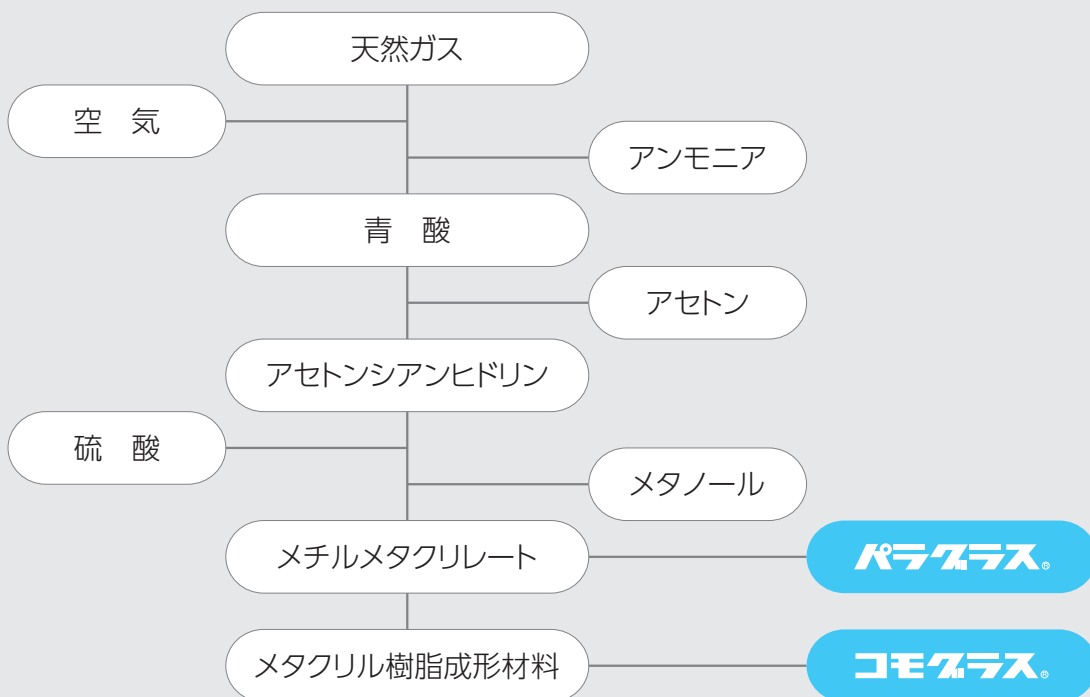 天然ガス
空　気
アンモニア
青　酸
アセトン
アセトンシアンヒドリン
硫　酸
メタノール
メチルメタクリレート
パラグラス®
メタクリル樹脂成形材料
コモグラス®